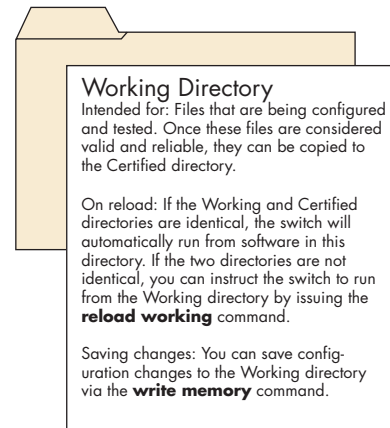 Working Directory
Intended for: Files that are being configured
and tested. Once these files are considered
valid and reliable, they can be copied to
the Certified directory.
On reload: If the Working and Certified
directories are identical, the switch will
automatically run from software in this
directory. If the two directories are not
identical, you can instruct the switch to run
from the Working directory by issuing the
reload working command.
Saving changes: You can save config-
uration changes to the Working directory
via the write memory command.